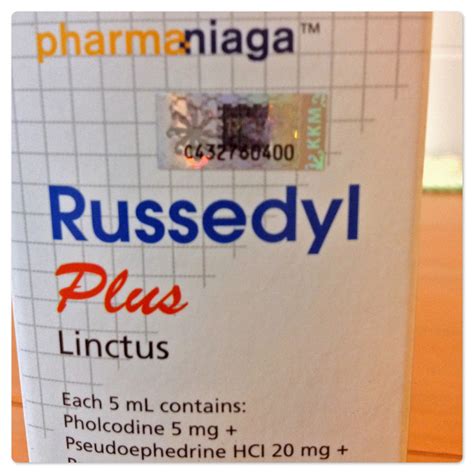 pharmaniaga™
C432760400
KKM
Russedyl
Plus
Linctus
Each 5 mL contains:
Pholcodine 5 mg +
Pseudoephedrine HCl 20 mg +